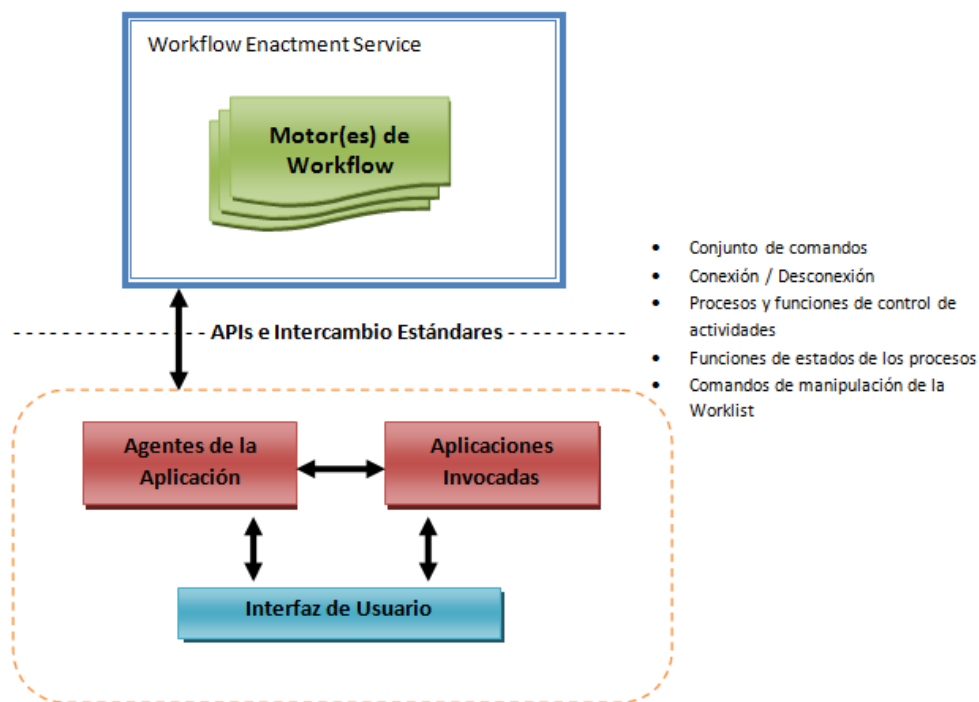 Workflow Enactment Service
Motor(es) de
Workflow
• Conjunto de comandos
• Conexión / Desconexión
• Procesos y funciones de control de
actividades
• Funciones de estados de los procesos
• Comandos de manipulación de la
Worklist
APIs e Intercambio Estándares
Agentes de la
Aplicación
Aplicaciones
Invocadas
Interfaz de Usuario